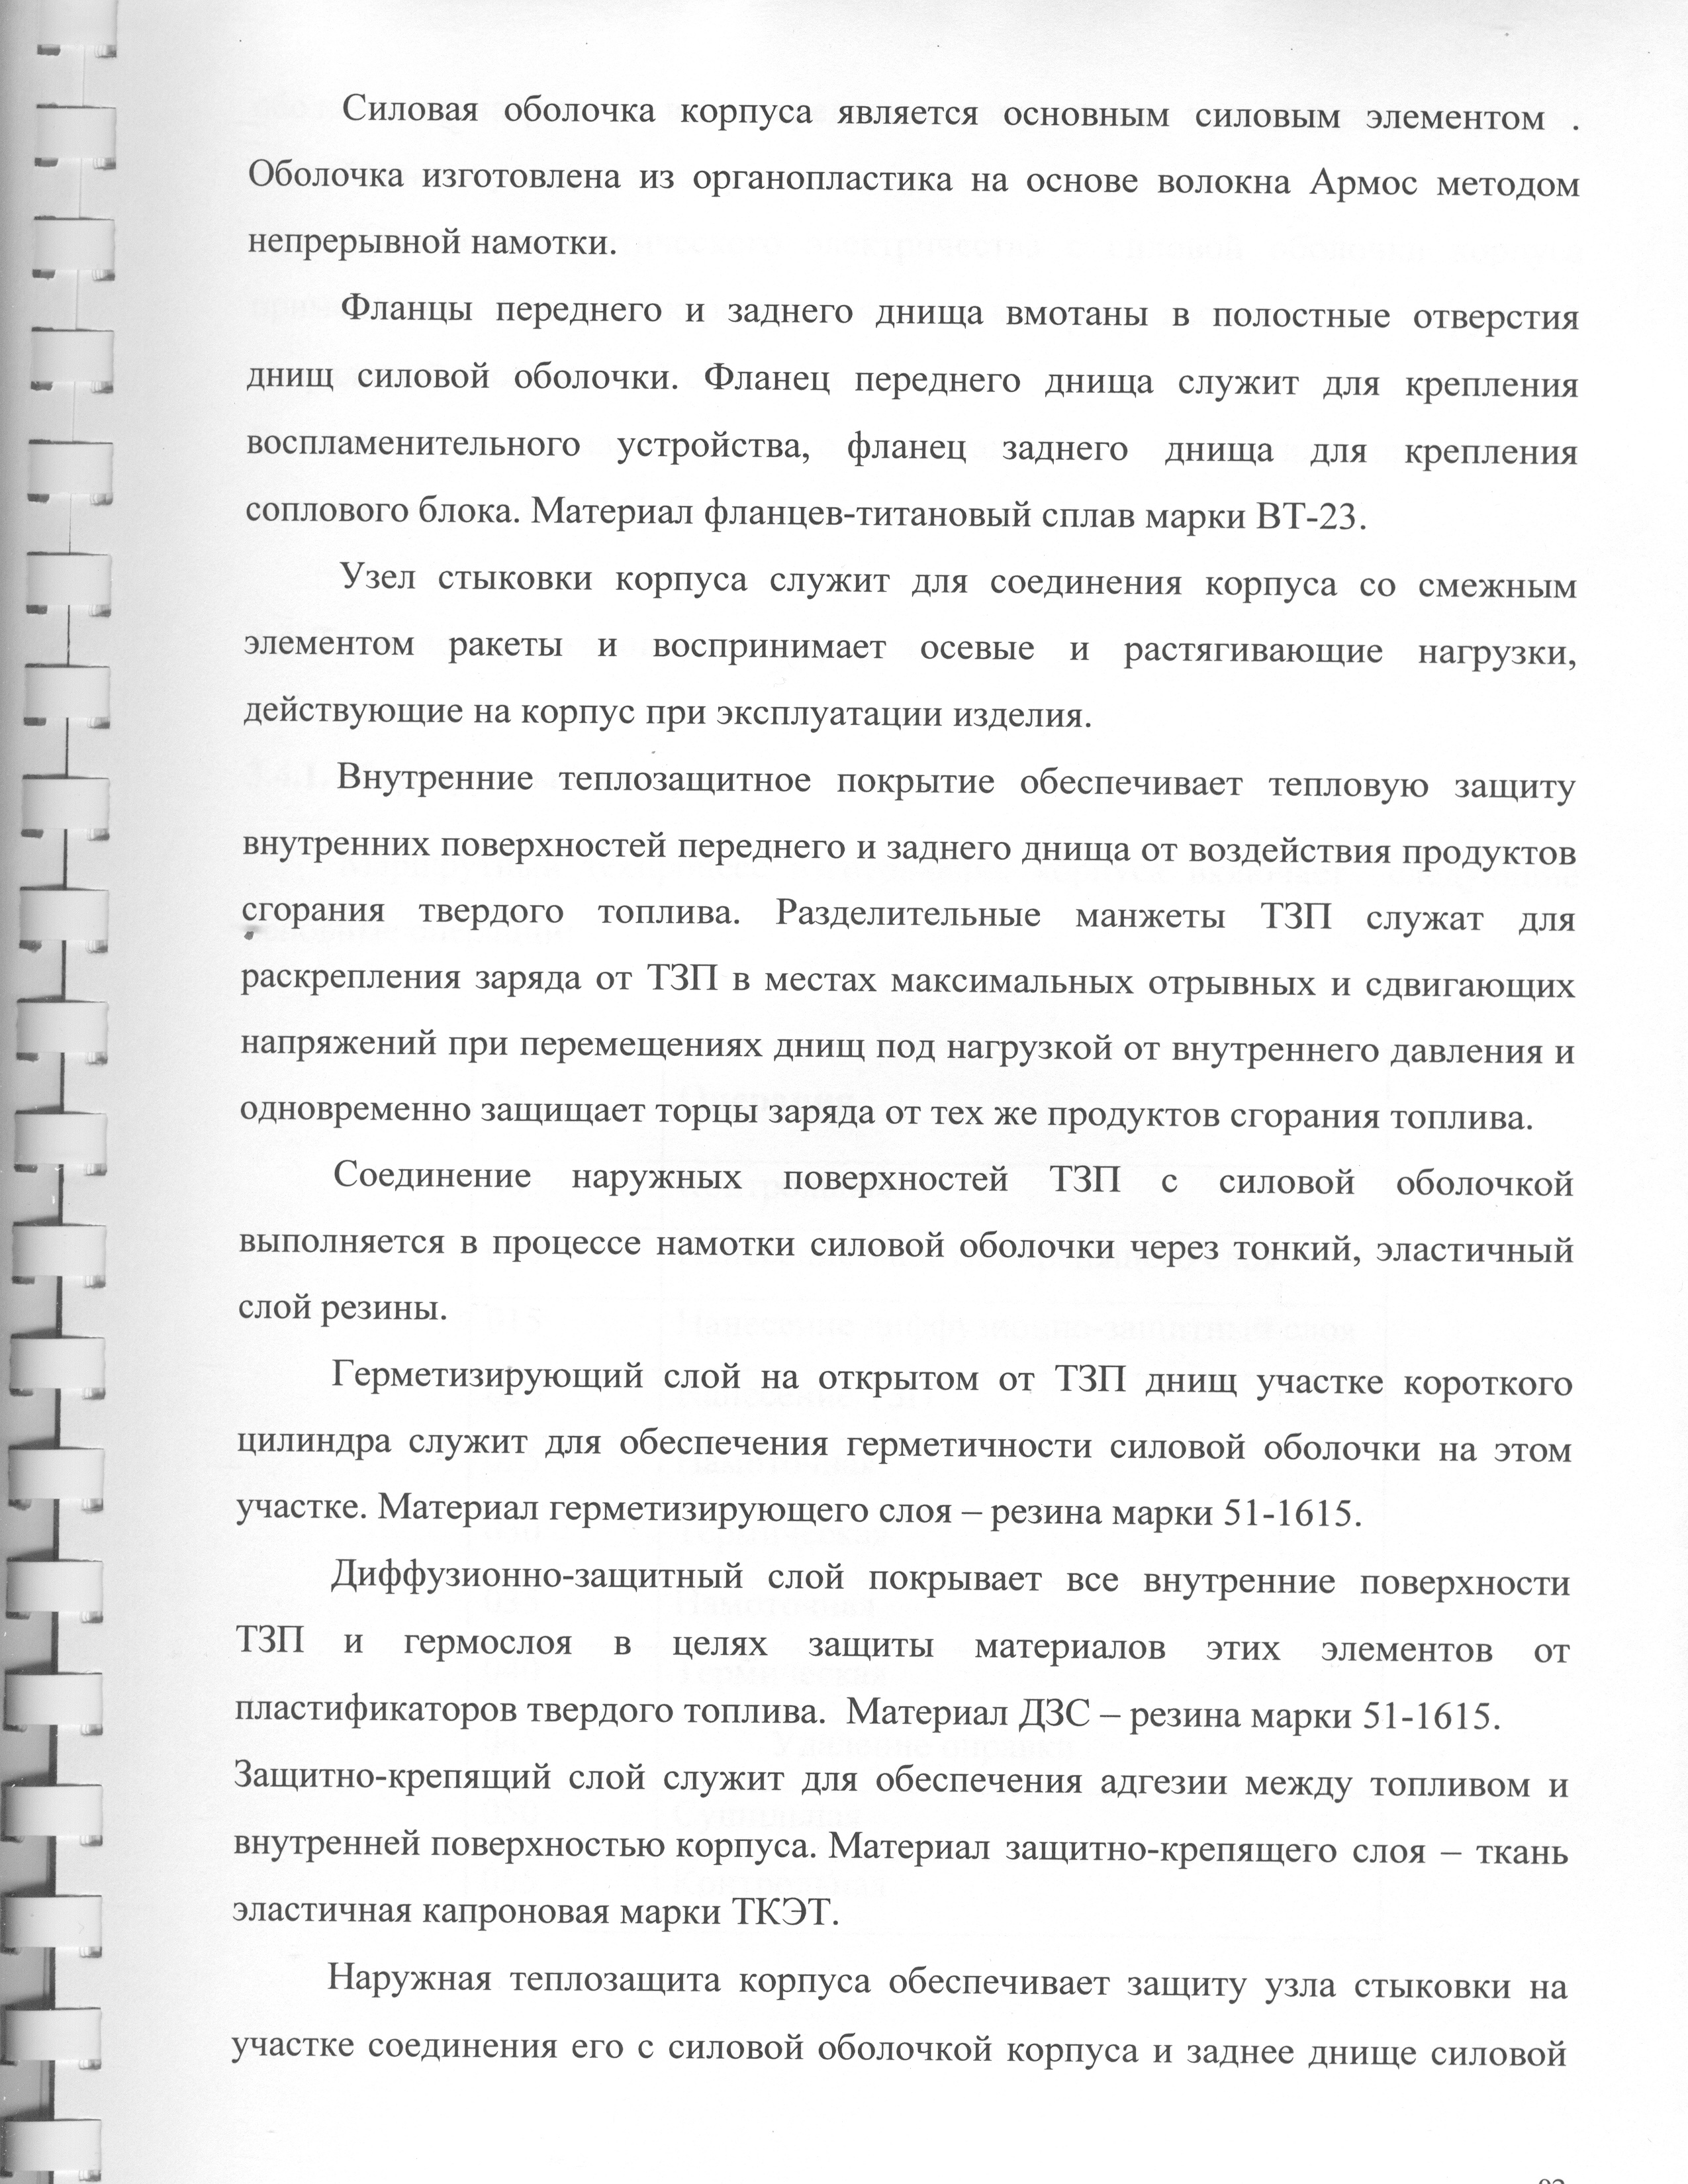 Силовая оболочка корпуса является основным силовым элементом .
Оболочка изготовлена из органопластика на основе волокна Армос методом
непрерывной намотки.
Фланцы переднего и заднего днища вмотаны в полостные отверстия
днищ силовой оболочки. Фланец переднего днища служит для крепления
воспламенительного устройства, фланец заднего днища для крепления
соплового блока. Материал фланцев-титановый сплав марки ВТ-23.
Узел стыковки корпуса служит для соединения корпуса со смежным
элементом ракеты и воспринимает осевые и растягивающие нагрузки,
действующие на корпус при эксплуатации изделия.
Внутренние теплозащитное покрытие обеспечивает тепловую защиту
внутренних поверхностей переднего и заднего днища от воздействия продуктов
сгорания твердого топлива. Разделительные манжеты ТЗП служат для
раскрепления заряда от ТЗП в местах максимальных отрывных и сдвигающих
напряжений при перемещениях днищ под нагрузкой от внутреннего давления и
одновременно защищает торцы заряда от тех же продуктов сгорания топлива.
Соединение наружных поверхностей ТЗП с силовой оболочкой
выполняется в процессе намотки силовой оболочки через тонкий, эластичный
слой резины.
Герметизирующий слой на открытом от ТЗП днищ участке короткого
цилиндра служит для обеспечения герметичности силовой оболочки на этом
участке. Материал герметизирующего слоя – резина марки 51-1615.
Диффузионно-защитный слой покрывает все внутренние поверхности
ТЗП и гермослоя в целях защиты материалов этих элементов от
пластификаторов твердого топлива. Материал ДЗС – резина марки 51-1615.
Защитно-крепящий слой служит для обеспечения адгезии между топливом и
внутренней поверхностью корпуса. Материал защитно-крепящего слоя – ткань
эластичная капроновая марки ТКЭТ.
Наружная теплозащита корпуса обеспечивает защиту узла стыковки на
участке соединения его с силовой оболочкой корпуса и заднее днище силовой